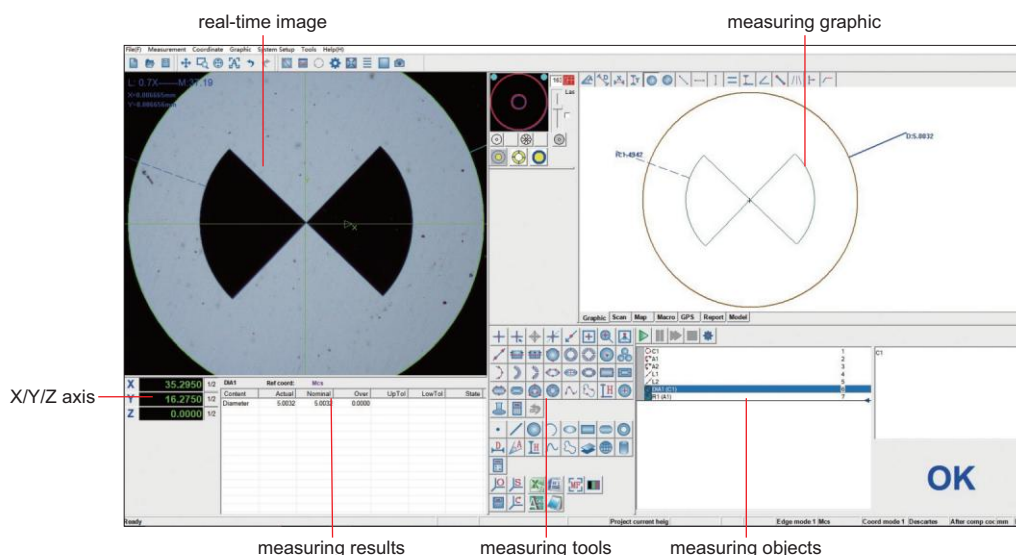 real-time image
measuring graphic
File(F) Measurement Coordinate Graphic System Setup Tools Help(H)
L: 0.7X-----M:37.19
X=0.006665mm
Y=0.006656mm
Las
R:1.4942
D:5.0032
X
Graphic Scan Map Macro GPS Report Model
C1 1
A1 2
A2 3
L1 4
L2 5
DIA1 (C1) 6
R1 (A1) 7
C1
X/Y/Z axis
X 35.2950 1/2
Y 16.2750 1/2
Z 0.0000 1/2
DIA1 Ref coord: Mcs
Content Actual Nominal Over UpTol LowTol State
Diameter 5.0032 5.0032 0.0000
OK
Ready
Project current heig
Edge mode 1 Mcs
Coord mode 1 Descartes
After comp coc mm
measuring results
measuring tools
measuring objects